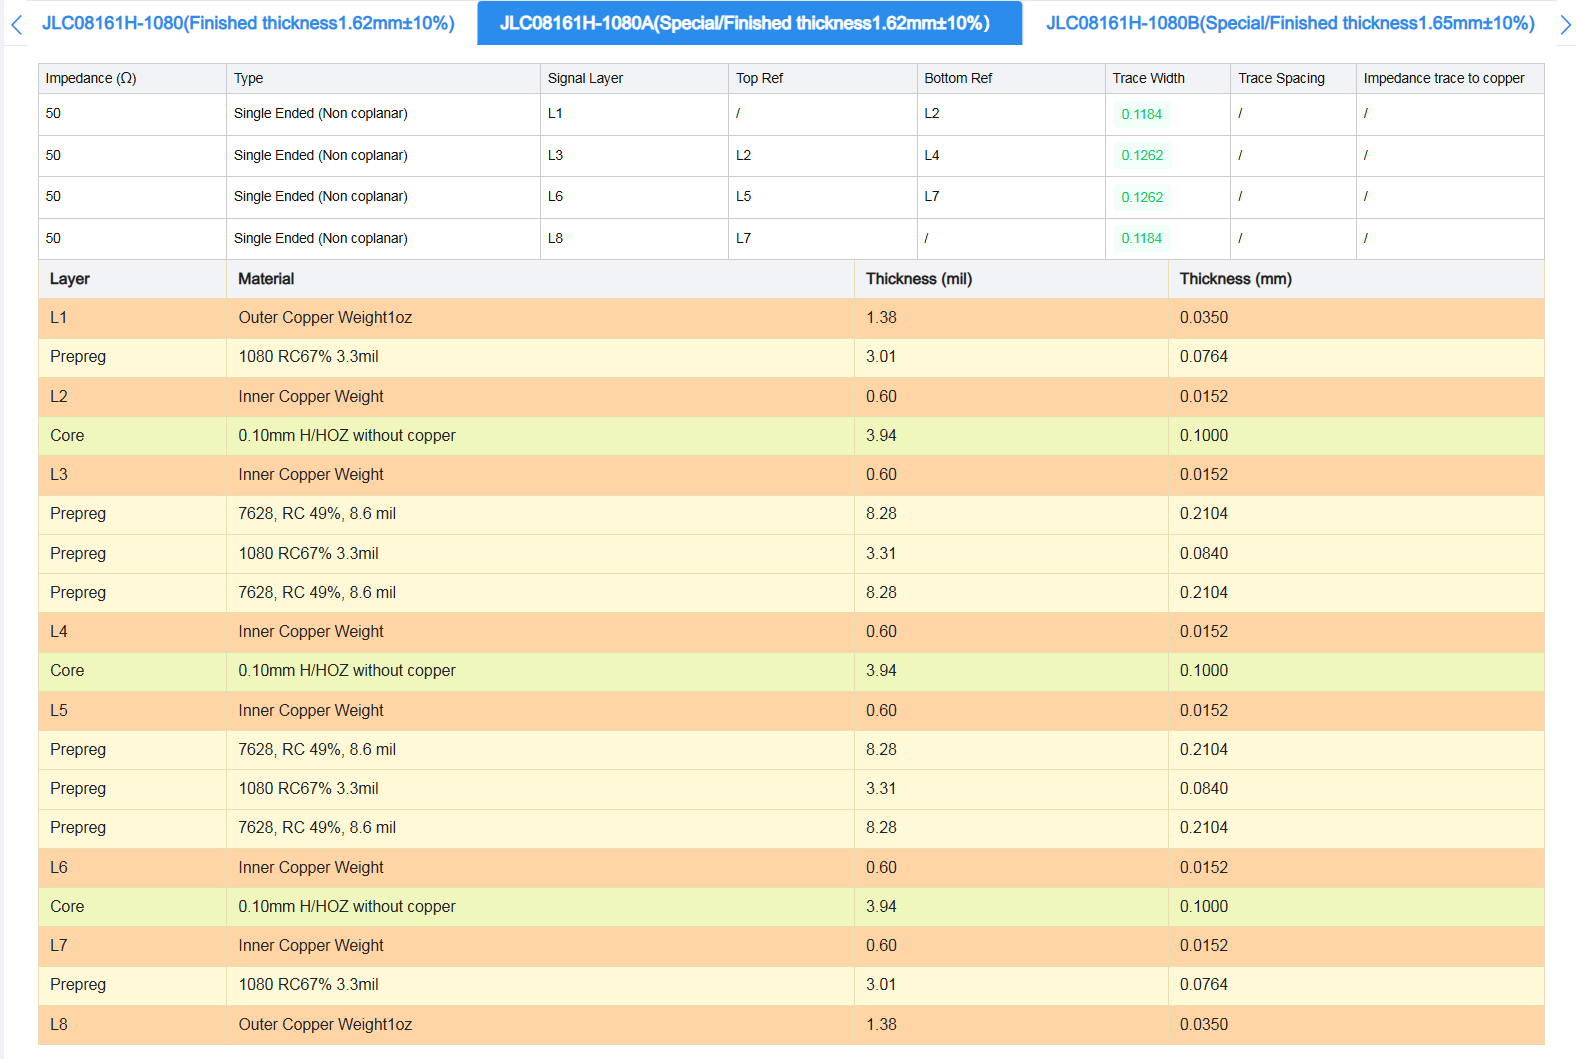 JLC08161H-1080(Finished thickness1.62mm±10%) JLC08161H-1080A(Special/Finished thickness1.62mm±10%) JLC08161H-1080B(Special/Finished thickness1.65mm±10%)
Impedance (Ω) Type Signal Layer Top Ref Bottom Ref Trace Width Trace Spacing Impedance trace to copper
50 Single Ended (Non coplanar) L1 / L2 0.1184 / /
50 Single Ended (Non coplanar) L3 L2 L4 0.1262 / /
50 Single Ended (Non coplanar) L6 L5 L7 0.1262 / /
50 Single Ended (Non coplanar) L8 L7 / 0.1184 / /
Layer Material Thickness (mil) Thickness (mm)
L1 Outer Copper Weight1oz 1.38 0.0350
Prepreg 1080 RC67% 3.3mil 3.01 0.0764
L2 Inner Copper Weight 0.60 0.0152
Core 0.10mm H/HOZ without copper 3.94 0.1000
L3 Inner Copper Weight 0.60 0.0152
Prepreg 7628, RC 49%, 8.6 mil 8.28 0.2104
Prepreg 1080 RC67% 3.3mil 3.31 0.0840
Prepreg 7628, RC 49%, 8.6 mil 8.28 0.2104
L4 Inner Copper Weight 0.60 0.0152
Core 0.10mm H/HOZ without copper 3.94 0.1000
L5 Inner Copper Weight 0.60 0.0152
Prepreg 7628, RC 49%, 8.6 mil 8.28 0.2104
Prepreg 1080 RC67% 3.3mil 3.31 0.0840
Prepreg 7628, RC 49%, 8.6 mil 8.28 0.2104
L6 Inner Copper Weight 0.60 0.0152
Core 0.10mm H/HOZ without copper 3.94 0.1000
L7 Inner Copper Weight 0.60 0.0152
Prepreg 1080 RC67% 3.3mil 3.01 0.0764
L8 Outer Copper Weight1oz 1.38 0.0350